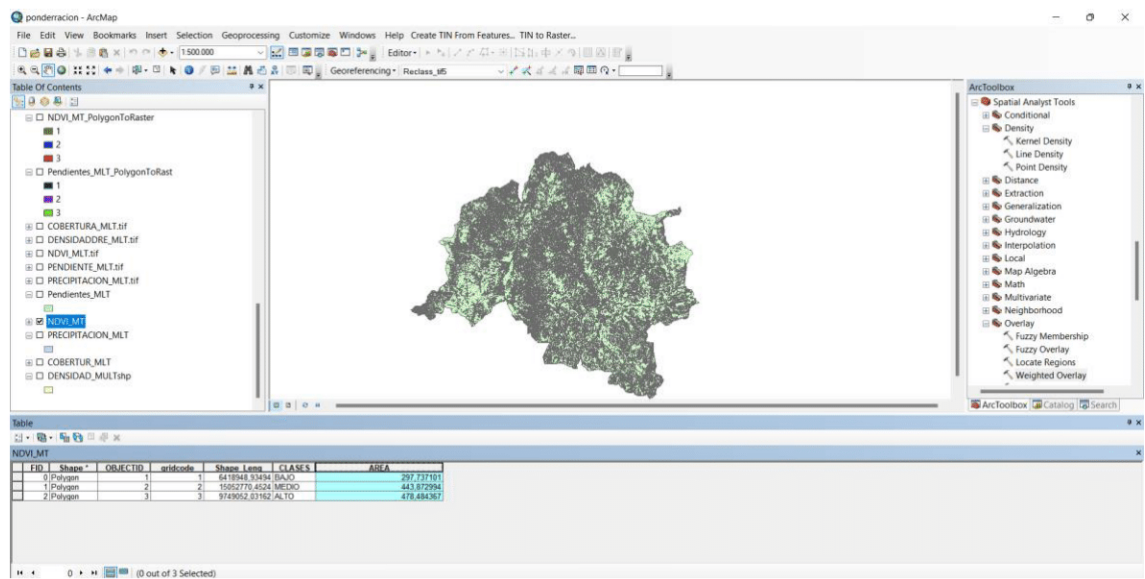 ponderracion - ArcMap
File Edit View Bookmarks Insert Selection Geoprocessing Customize Windows Help Create TIN From Features... TIN to Raster...
1:500.000 Editor
Georeferencing Reclass_tif5
Table Of Contents
NDVI_MT_PolygonToRaster
1
2
3
Pendientes_MLT_PolygonToRast
1
2
3
COBERTURA_MLT.tif
DENSIDADDRE_MLT.tif
NDVI_MLT.tif
PENDIENTE_MLT.tif
PRECIPITACION_MLT.tif
Pendientes_MLT
NDVI_MT
PRECIPITACION_MLT
COBERTUR_MLT
DENSIDAD_MULTshp
ArcToolbox
Spatial Analyst Tools
Conditional
Density
Kernel Density
Line Density
Point Density
Distance
Extraction
Generalization
Groundwater
Hydrology
Interpolation
Local
Map Algebra
Math
Multivariate
Neighborhood
Overlay
Fuzzy Membership
Fuzzy Overlay
Locate Regions
Weighted Overlay
ArcToolbox Catalog Search
Table
NDVI_MT
FID Shape * OBJECTID gridcode Shape_Leng CLASES AREA
0 Polygon 1 1 6418948,93494 BAJO 297,737101
1 Polygon 2 2 15052770,4524 MEDIO 443,872994
2 Polygon 3 3 9749052,03162 ALTO 478,484367
0 (0 out of 3 Selected)
NDVI_MT